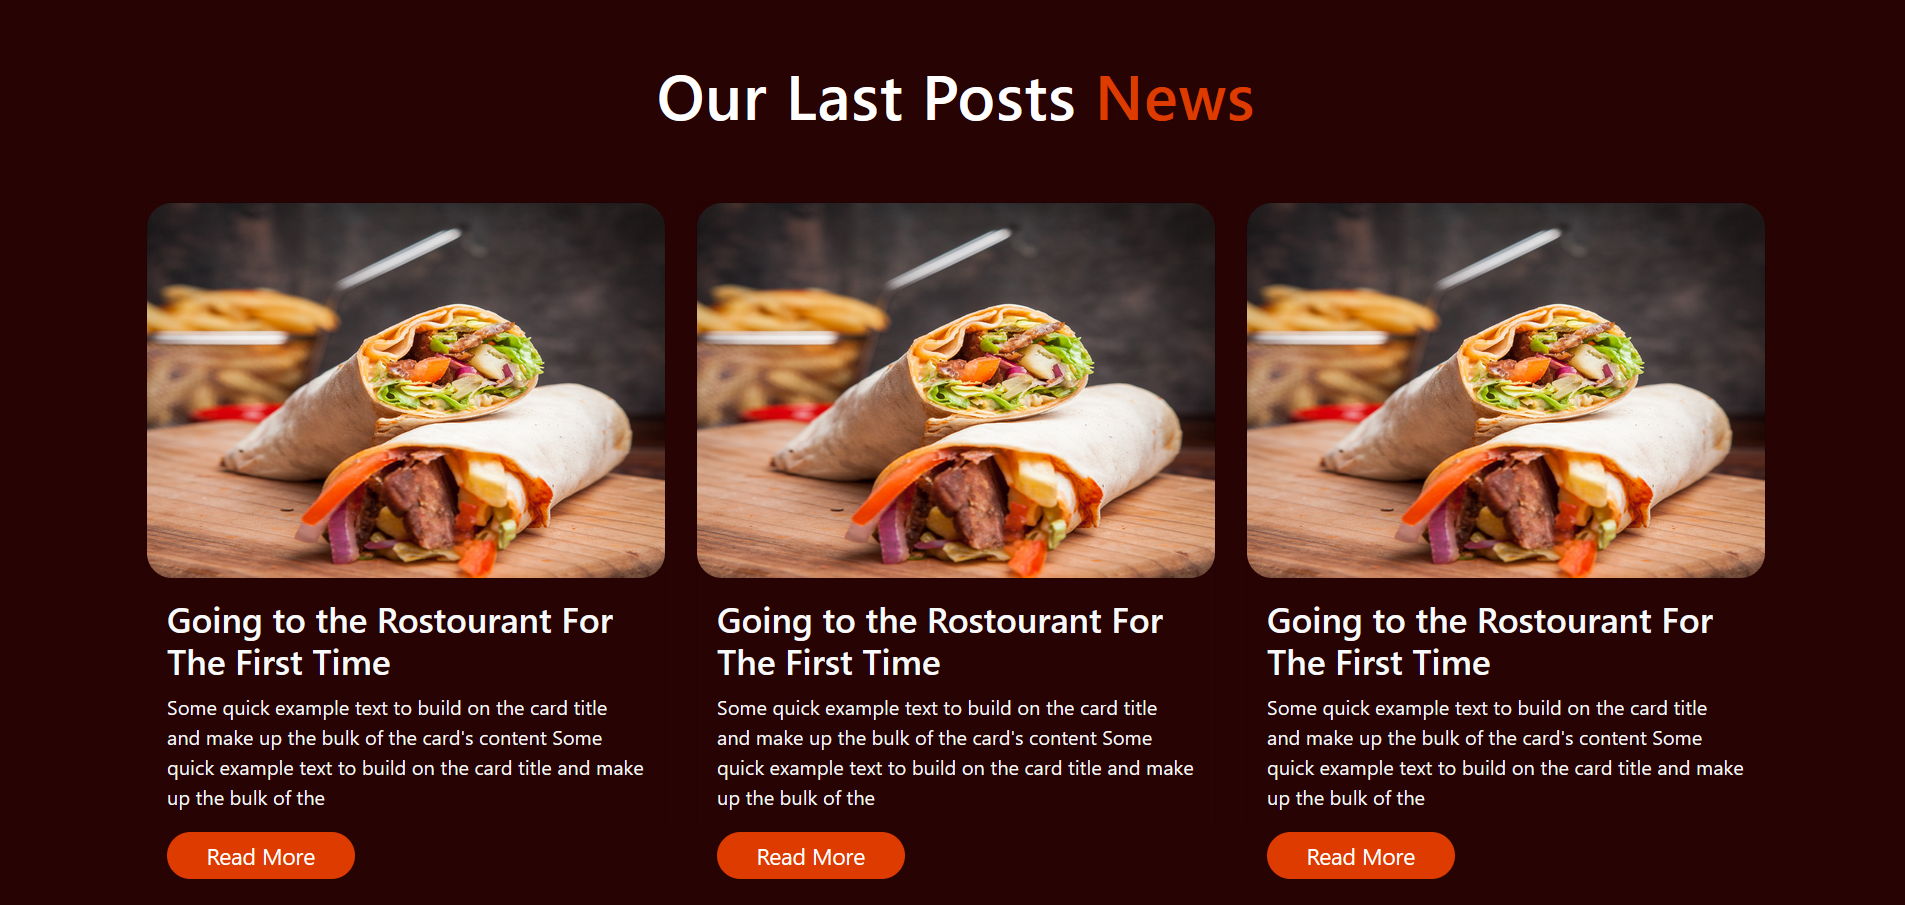 Our Last Posts News
Going to the Rostourant For
The First Time
Some quick example text to build on the card title
and make up the bulk of the card's content Some
quick example text to build on the card title and make
up the bulk of the
Read More
Going to the Rostourant For
The First Time
Some quick example text to build on the card title
and make up the bulk of the card's content Some
quick example text to build on the card title and make
up the bulk of the
Read More
Going to the Rostourant For
The First Time
Some quick example text to build on the card title
and make up the bulk of the card's content Some
quick example text to build on the card title and make
up the bulk of the
Read More